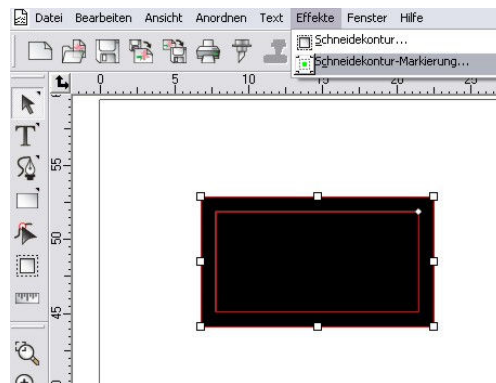 Datei Bearbeiten Ansicht Anordnen Text Effekte Fenster Hilfe
Schneidekontur...
Schneidekontur-Markierung...
0 5 10 20 25
55
50
45